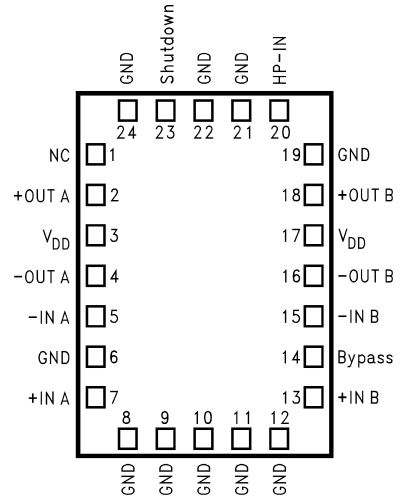 GND Shutdown GND GND HP-IN
24 23 22 21 20
NC 1 19 GND
+OUT A 2 18 +OUT B
VDD 3 17 VDD
-OUT A 4 16 -OUT B
-IN A 5 15 -IN B
GND 6 14 Bypass
+IN A 7 13 +IN B
8 9 10 11 12
GND GND GND GND GND